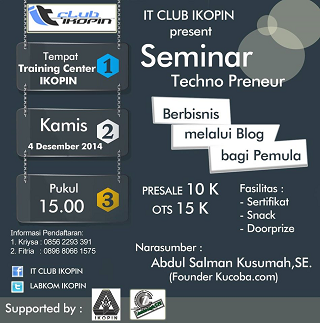 t club
IKOPIN
Tempat
Training Center
IKOPIN
1
Kamis
4 Desember 2014
2
Pukul
15.00
3
Informasi Pendaftaran:
1. Kriysa : 0856 2293 391
2. Fitria : 0896 8066 1575
IT CLUB IKOPIN
LABKOM IKOPIN
Supported by :
IKOPIN
IT CLUB IKOPIN
present
Seminar
Techno Preneur
Berbisnis
melalui Blog
bagi Pemula
PRESALE 10 K
OTS 15 K
Fasilitas :
- Sertifikat
- Snack
- Doorprize
Narasumber :
Abdul Salman Kusumah,SE.
(Founder Kucoba.com)